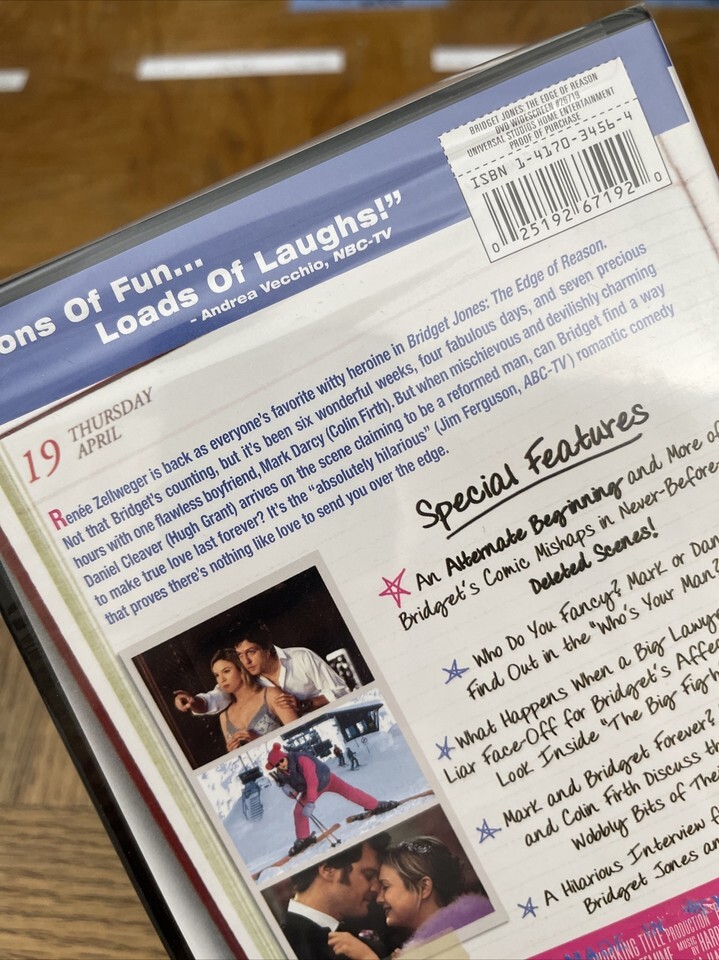 BRIDGET JONES: THE EDGE OF REASON
DVD WIDESCREEN #26719
UNIVERSAL STUDIOS HOME ENTERTAINMENT
PROOF OF PURCHASE
ISBN 1-4170-3456-4
0 25192 67192 0
ons Of Fun...
Loads Of Laughs!"
- Andrea Vecchio, NBC-TV
19 THURSDAY
APRIL
Renée Zellweger is back as everyone's favorite witty heroine in Bridget Jones: The Edge of Reason.
Not that Bridget's counting, but it's been six wonderful weeks, four fabulous days, and seven precious
hours with one flawless boyfriend, Mark Darcy (Colin Firth). But when mischievous and devilishly charming
Daniel Cleaver (Hugh Grant) arrives on the scene claiming to be a reformed man, can Bridget find a way
to make true love last forever? It's the "absolutely hilarious" (Jim Ferguson, ABC-TV) romantic comedy
that proves there's nothing like love to send you over the edge.
Special Features
An Alternate Beginning and More of
Bridget's Comic Mishaps in Never-Before
Deleted Scenes!
Who Do You Fancy? Mark or Dan
Find Out in the "Who's Your Man?
What Happens When a Big Lawye
Liar Face-Off for Bridget's Affec
Look Inside "The Big Figh
Mark and Bridget Forever?
and Colin Firth Discuss th
Wobbly Bits of Thei
A Hilarious Interview f
Bridget Jones an
ORKING TITLE PRODUCTION
MUSIC BY HARR